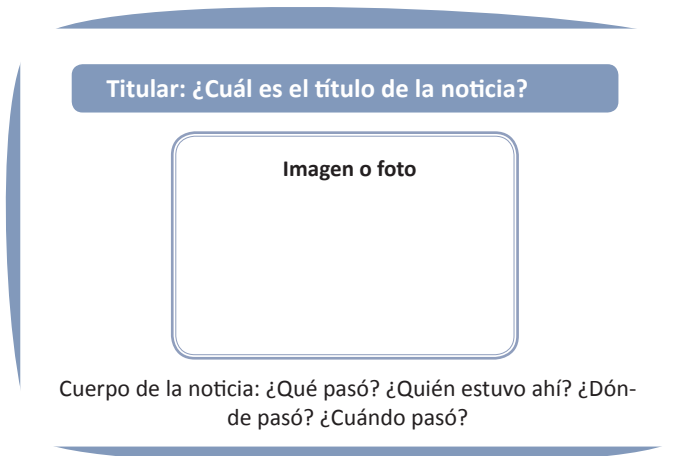 Titular: ¿Cuál es el título de la noticia?
Imagen o foto
Cuerpo de la noticia: ¿Qué pasó? ¿Quién estuvo ahí? ¿Dón-
de pasó? ¿Cuándo pasó?